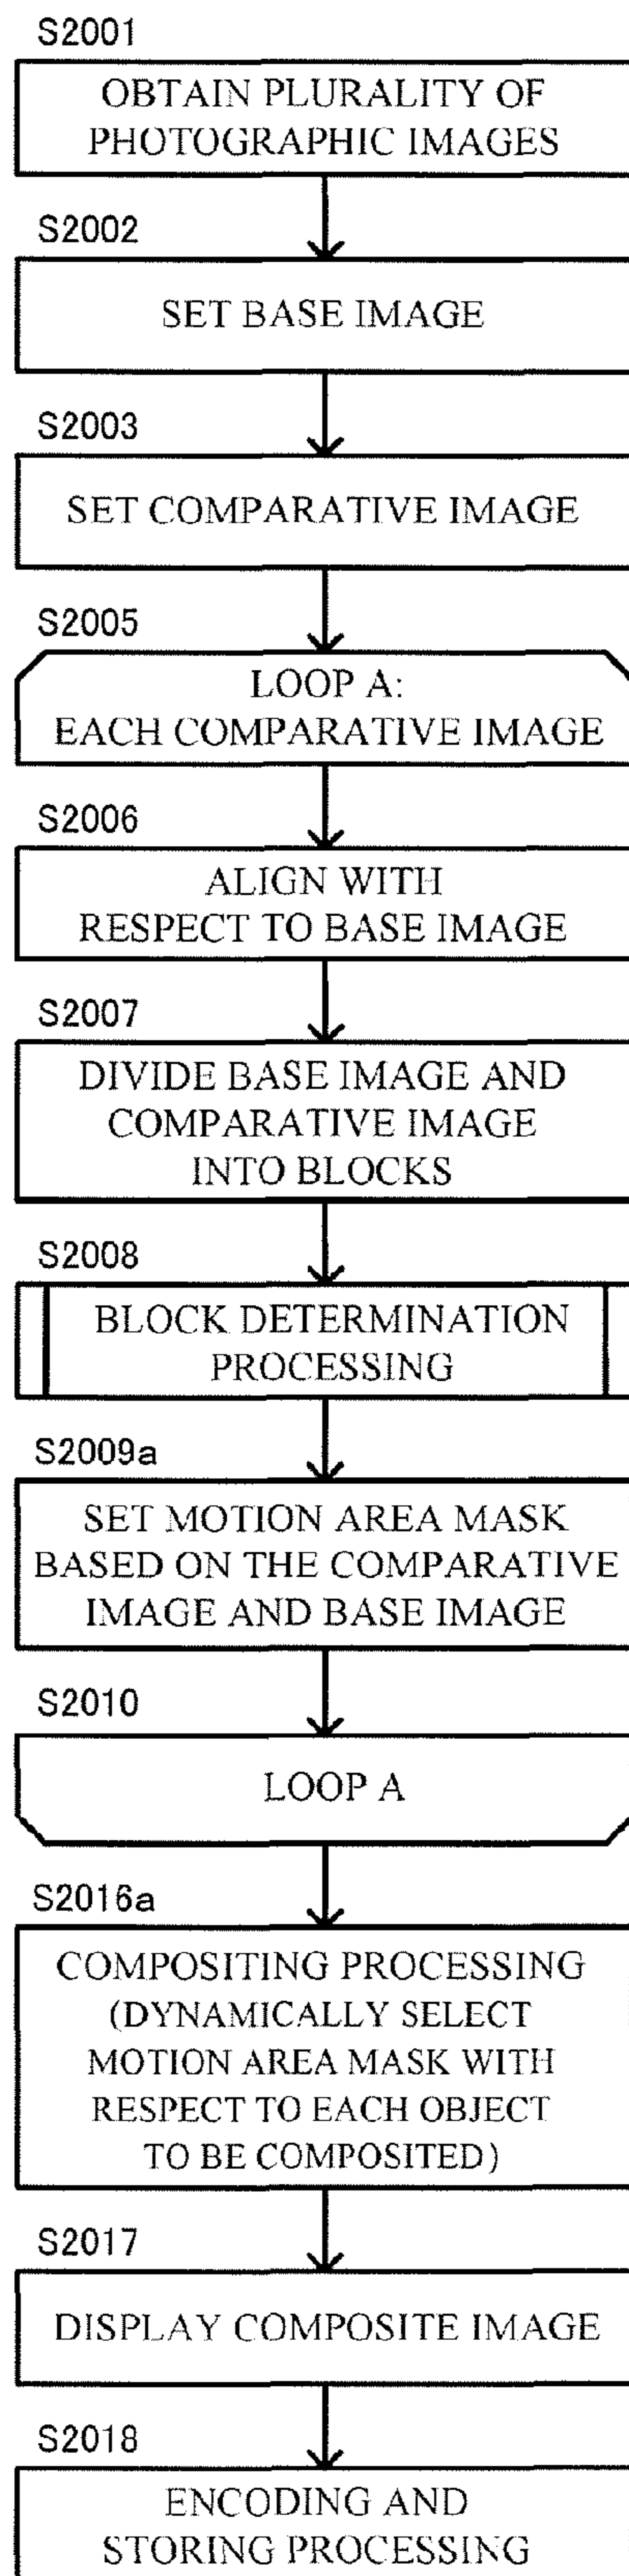 S2001
OBTAIN PLURALITY OF
PHOTOGRAPHIC IMAGES
S2002
SET BASE IMAGE
S2003
SET COMPARATIVE IMAGE
S2005
LOOP A:
EACH COMPARATIVE IMAGE
S2006
ALIGN WITH
RESPECT TO BASE IMAGE
S2007
DIVIDE BASE IMAGE AND
COMPARATIVE IMAGE
INTO BLOCKS
S2008
BLOCK DETERMINATION
PROCESSING
S2009a
SET MOTION AREA MASK
BASED ON THE COMPARATIVE
IMAGE AND BASE IMAGE
S2010
LOOP A
S2016a
COMPOSITING PROCESSING
(DYNAMICALLY SELECT
MOTION AREA MASK WITH
RESPECT TO EACH OBJECT
TO BE COMPOSITED)
S2017
DISPLAY COMPOSITE IMAGE
S2018
ENCODING AND
STORING PROCESSING